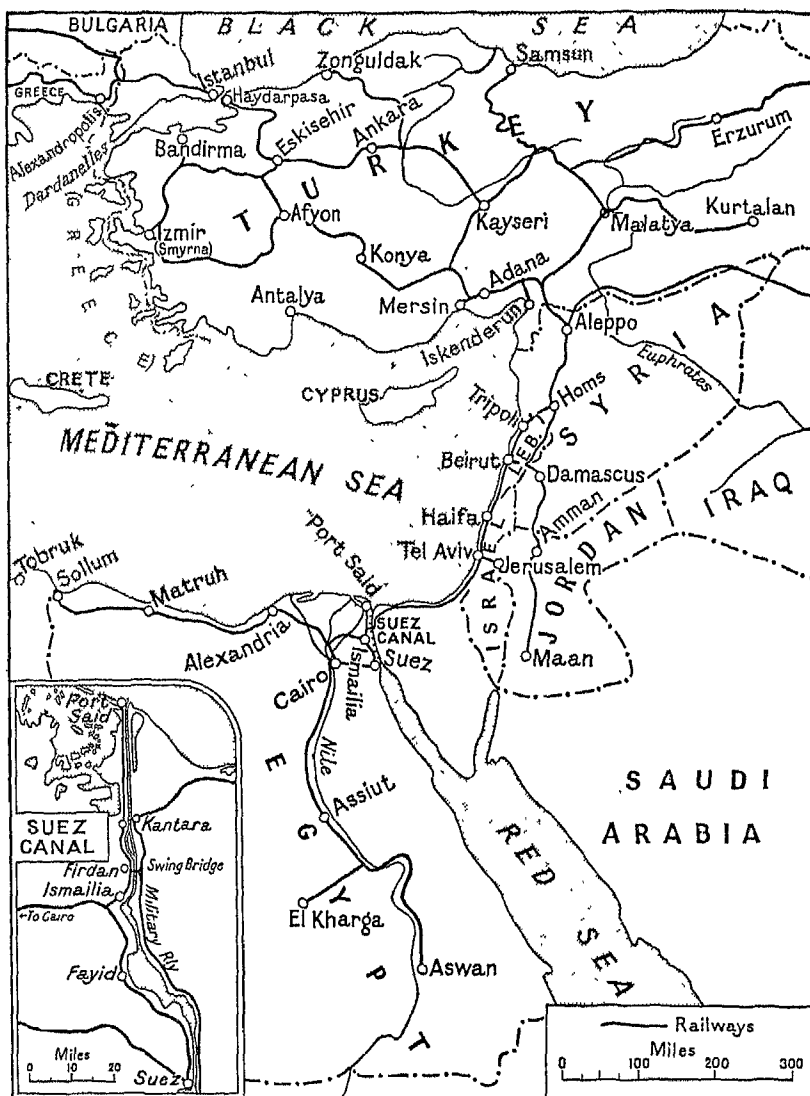 BLACK SEA
BULGARIA
GREECE
Alexandropolis
Dardanelles
Istanbul
Haydarpasa
Zonguldak
Samsun
Bandirma
Eskisehir
Ankara
Erzurum
TURKEY
Izmir
(Smyrna)
Afyon
Kayseri
Malatya
Kurtalan
Konya
GREECE
Antalya
Mersin
Adana
Iskenderun
Aleppo
SYRIA
Euphrates
CRETE
CYPRUS
Tripoli
Homs
LEB
MEDITERRANEAN SEA
Beirut
Damascus
IRAQ
Haifa
Amman
Tel Aviv
Jerusalem
ISRAEL
JORDAN
Maan
Tobruk
Sollum
Matruh
Alexandria
Port Said
SUEZ
CANAL
Ismailia
Suez
Cairo
Nile
EGYPT
Assiut
El Kharga
Aswan
RED SEA
SAUDI
ARABIA
Port
Said
SUEZ
CANAL
Kantara
Firdan
Swing Bridge
Ismailia
Military Rly
←To Cairo
Fayid
Miles
0 20
Suez
Railways
Miles
0 100 200 300